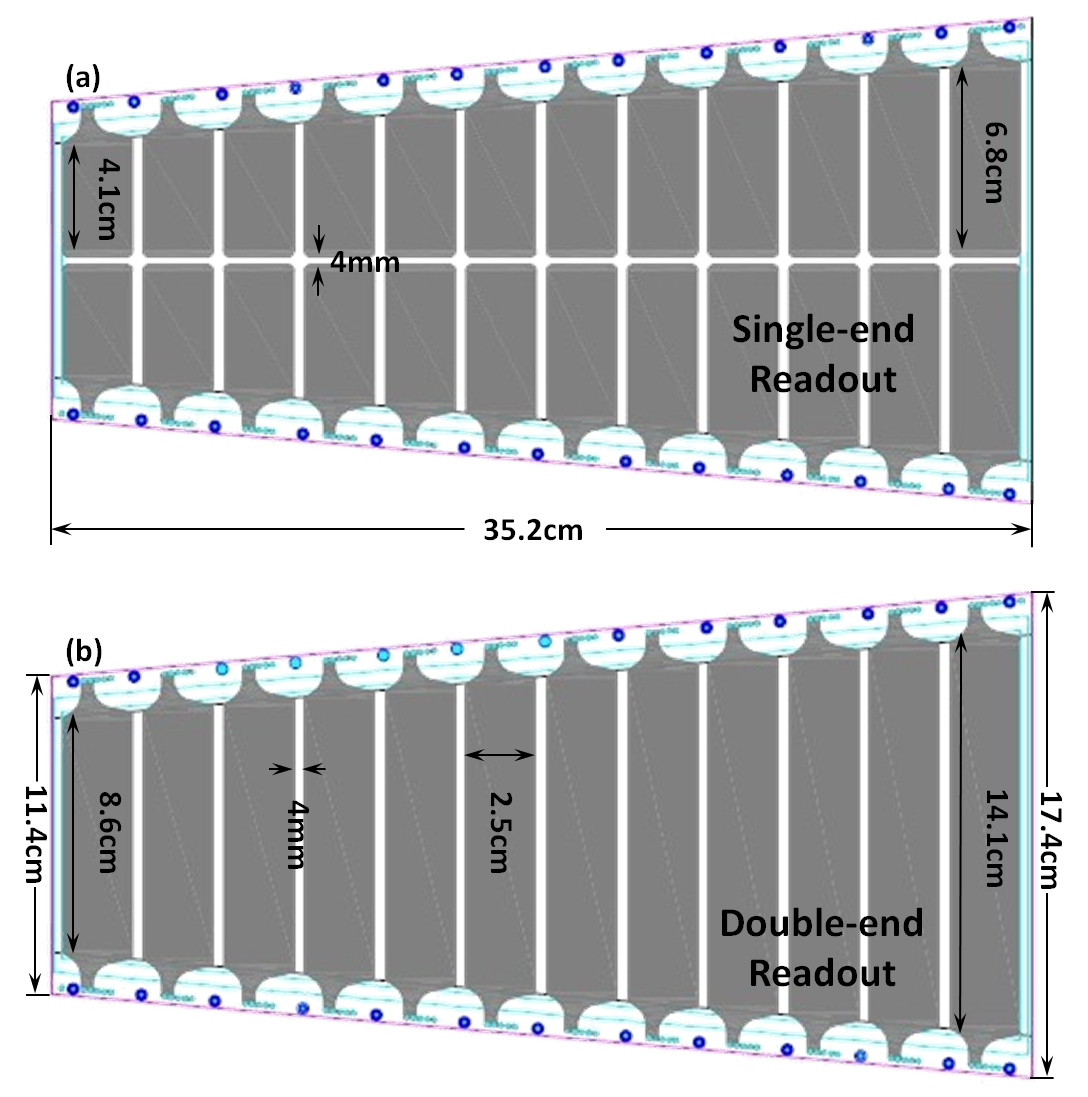 (a)
4.1cm
6.8cm
4mm
Single-end
Readout
35.2cm
(b)
11.4cm
8.6cm
4mm
2.5cm
14.1cm
17.4cm
Double-end
Readout